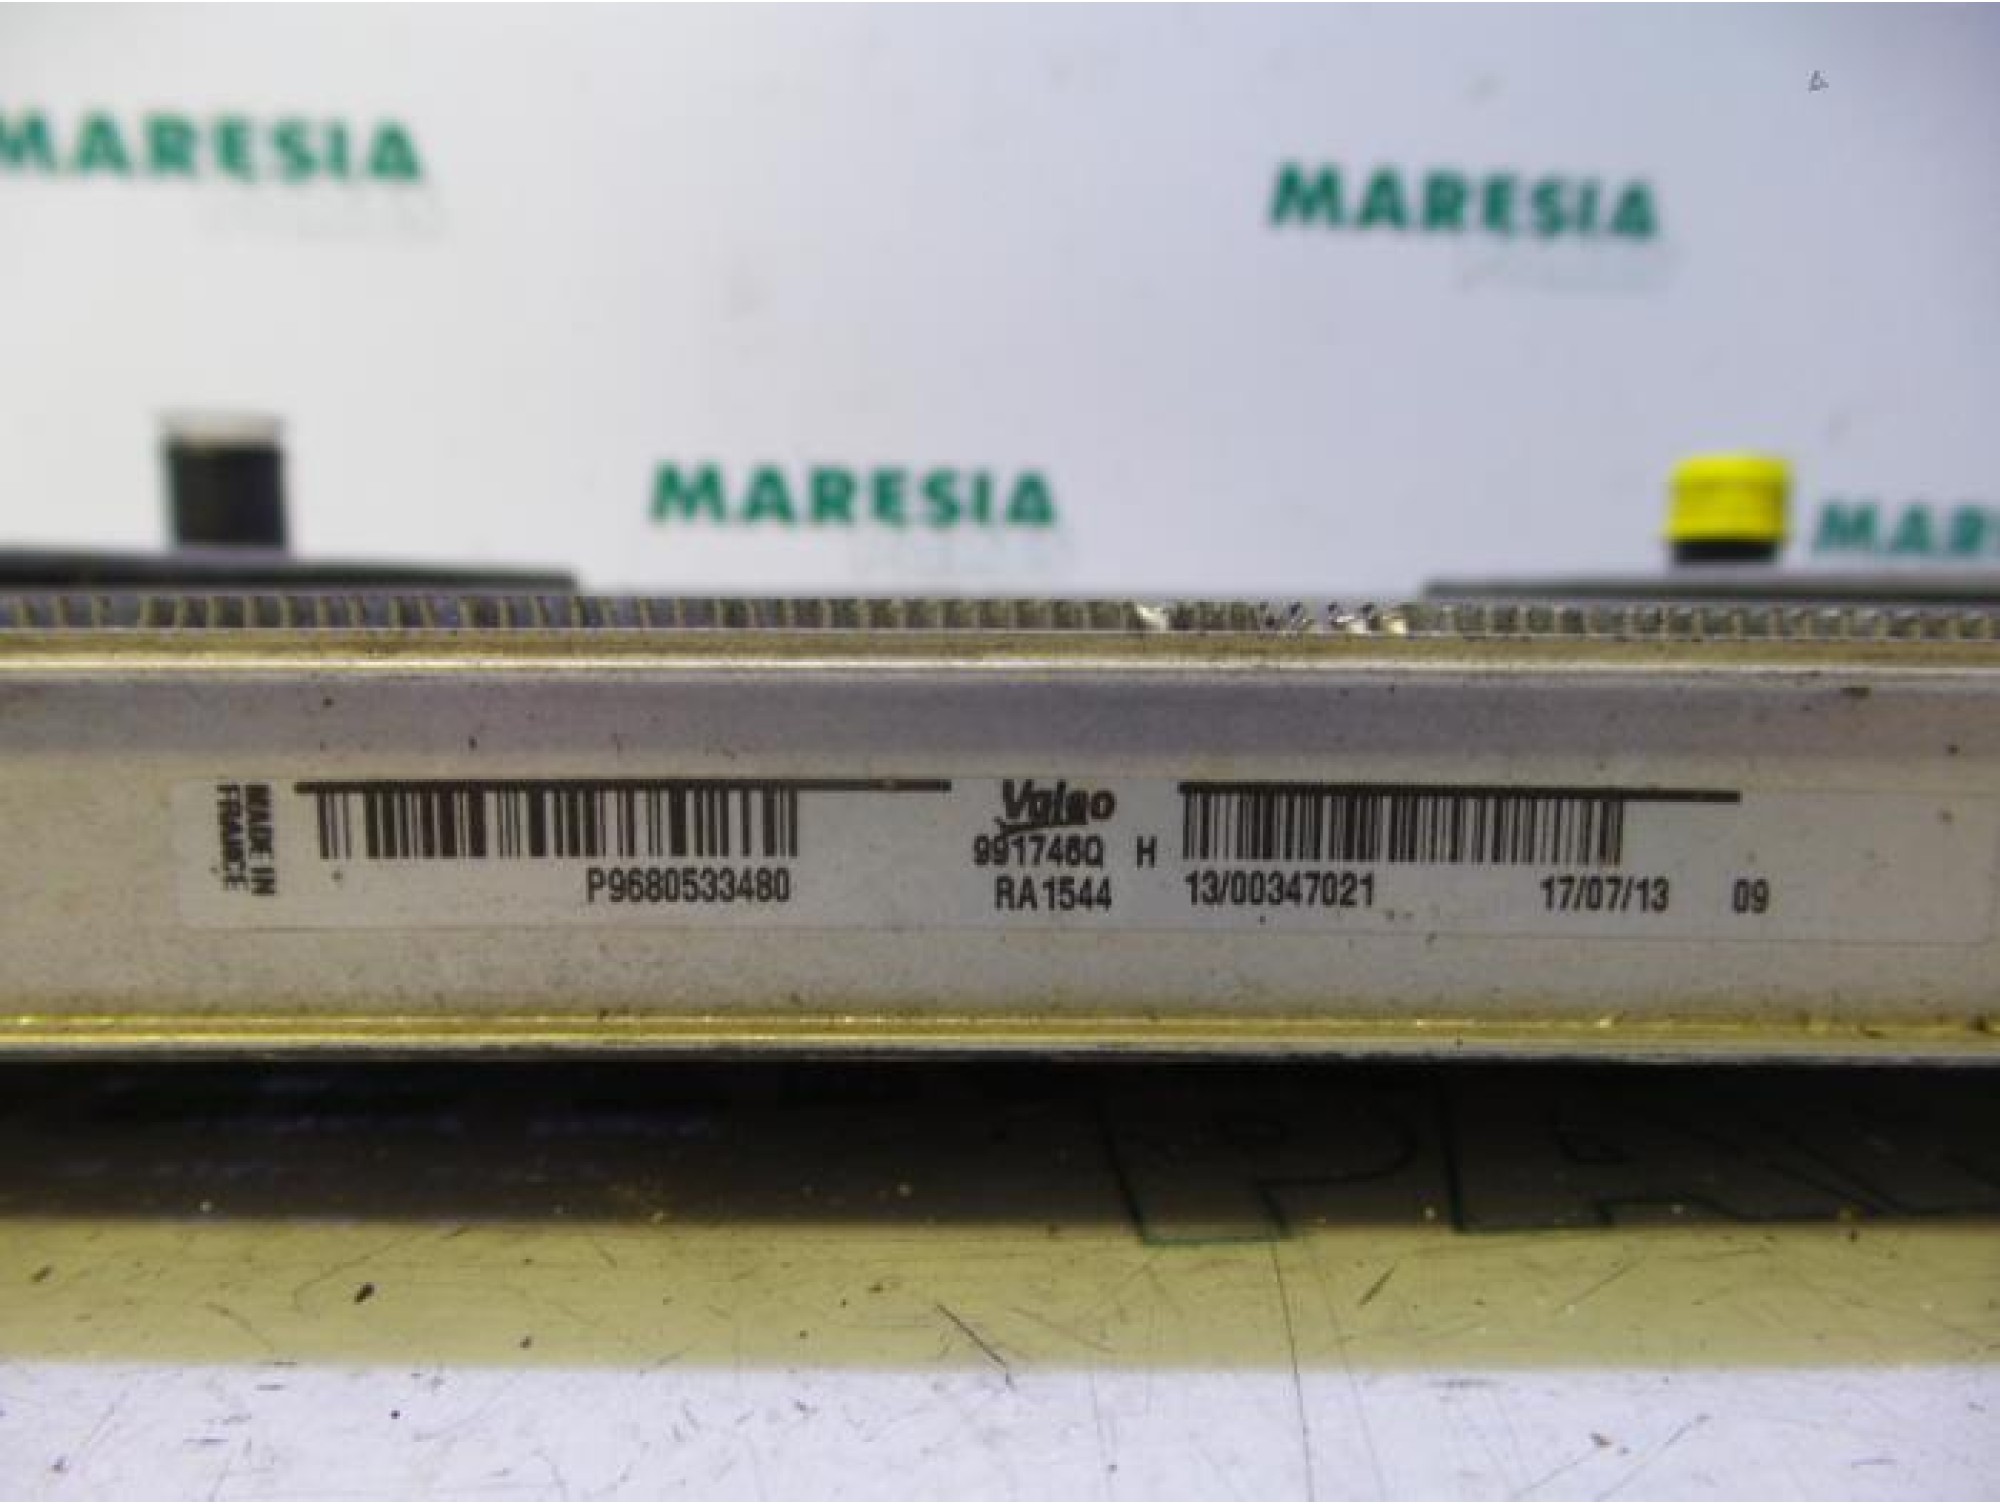 MARESIA
MARESIA
MARESIA
MADE IN
FRANCE
P9680533480
Valeo
991746Q H
RA1544
13/00347021
17/07/13
09